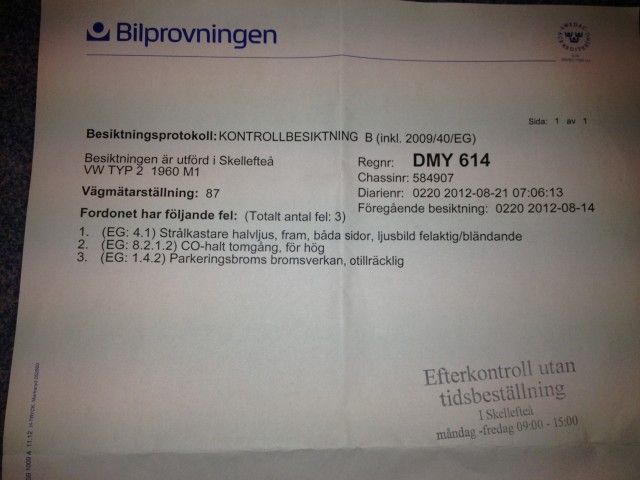 Bilprovningen
SWEDAC
Sida: 1 av 1
Besiktningsprotokoll: KONTROLLBESIKTNING B (inkl. 2009/40/EG)
Besiktningen är utförd i Skellefteå
VW TYP 2 1960 M1
Vägmätarställning: 87
Regnr: DMY 614
Chassinr: 584907
Diarienr: 0220 2012-08-21 07:06:13
Föregående besiktning: 0220 2012-08-14
Fordonet har följande fel: (Totalt antal fel: 3)
1. (EG: 4.1) Strålkastare halvljus, fram, båda sidor, ljusbild felaktig/bländande
2. (EG: 8.2.1.2) CO-halt tomgång, för hög
3. (EG: 1.4.2) Parkeringsbroms bromsverkan, otillräcklig
Efterkontroll utan
tidsbeställning
I Skellefteå
måndag -fredag 09:00 - 15:00